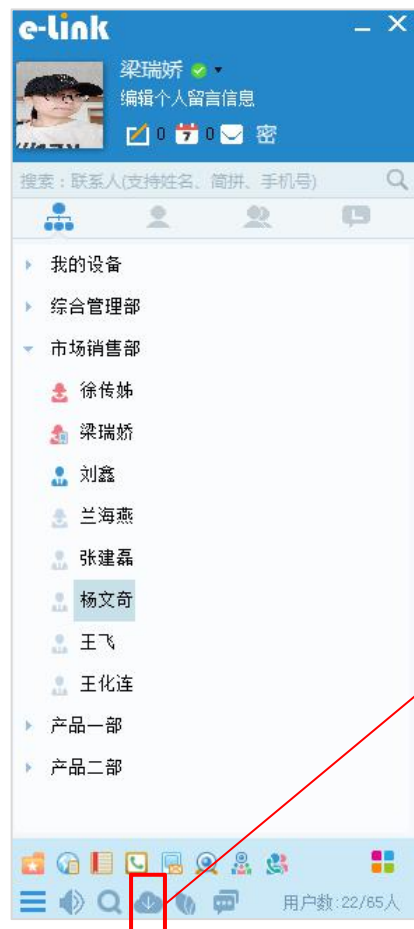 e-link
梁瑞娇
编辑个人留言信息
0 7 0 密
搜索：联系人(支持姓名、简拼、手机号)
我的设备
综合管理部
市场销售部
徐传姊
梁瑞娇
刘鑫
兰海燕
张建磊
杨文奇
王飞
王化连
产品一部
产品二部
用户数:22/65人